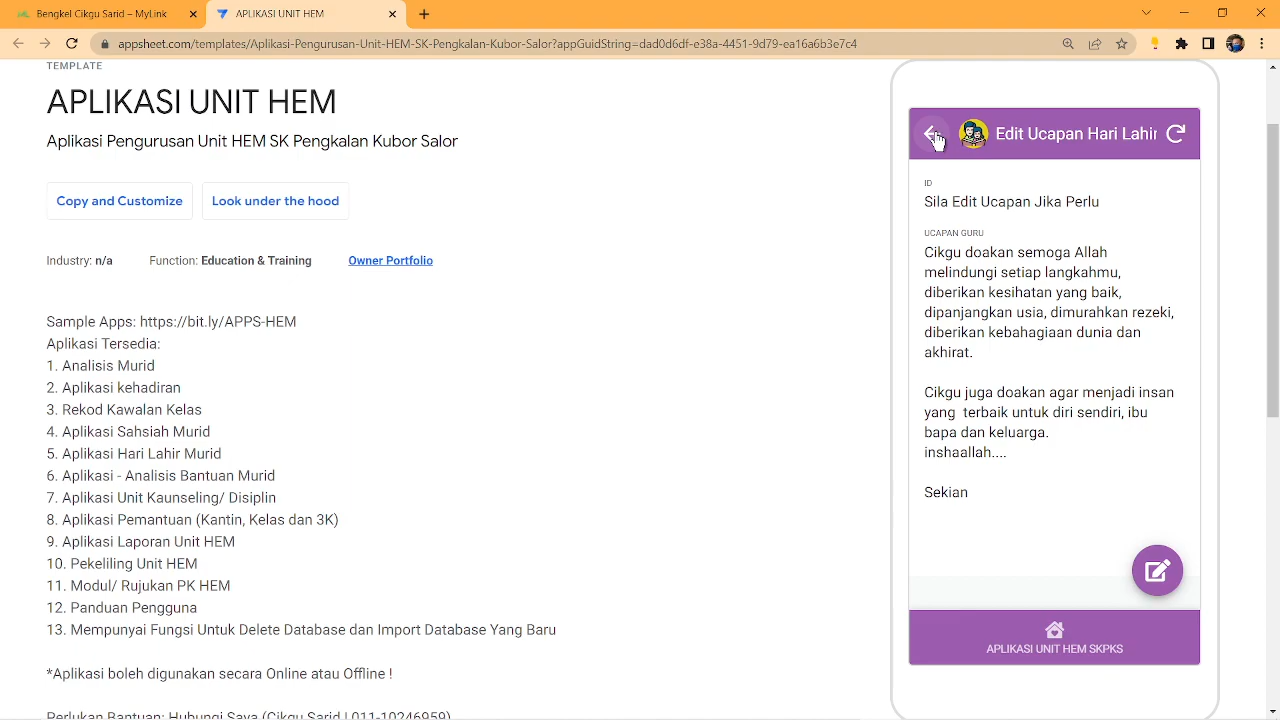 Bengkel Cikgu Sarid – MyLink
APLIKASI UNIT HEM
appsheet.com/templates/Aplikasi-Pengurusan-Unit-HEM-SK-Pengkalan-Kubor-Salor?appGuidString=dad0d6df-e38a-4451-9d79-ea16a6b3e7c4
TEMPLATE
APLIKASI UNIT HEM
Aplikasi Pengurusan Unit HEM SK Pengkalan Kubor Salor
Copy and Customize
Look under the hood
Industry: n/a
Function: Education & Training
Owner Portfolio
Sample Apps: https://bit.ly/APPS-HEM
Aplikasi Tersedia:
1. Analisis Murid
2. Aplikasi kehadiran
3. Rekod Kawalan Kelas
4. Aplikasi Sahsiah Murid
5. Aplikasi Hari Lahir Murid
6. Aplikasi - Analisis Bantuan Murid
7. Aplikasi Unit Kaunseling/ Disiplin
8. Aplikasi Pemantuan (Kantin, Kelas dan 3K)
9. Aplikasi Laporan Unit HEM
10. Pekeliling Unit HEM
11. Modul/ Rujukan PK HEM
12. Panduan Pengguna
13. Mempunyai Fungsi Untuk Delete Database dan Import Database Yang Baru
*Aplikasi boleh digunakan secara Online atau Offline !
Perlukan Bantuan: Hubungi Saya (Cikgu Sarid | 011-10246959)
Edit Ucapan Hari Lahir
ID
Sila Edit Ucapan Jika Perlu
UCAPAN GURU
Cikgu doakan semoga Allah
melindungi setiap langkahmu,
diberikan kesihatan yang baik,
dipanjangkan usia, dimurahkan rezeki,
diberikan kebahagiaan dunia dan
akhirat.
Cikgu juga doakan agar menjadi insan
yang  terbaik untuk diri sendiri, ibu
bapa dan keluarga.
inshaallah....
Sekian
APLIKASI UNIT HEM SKPKS